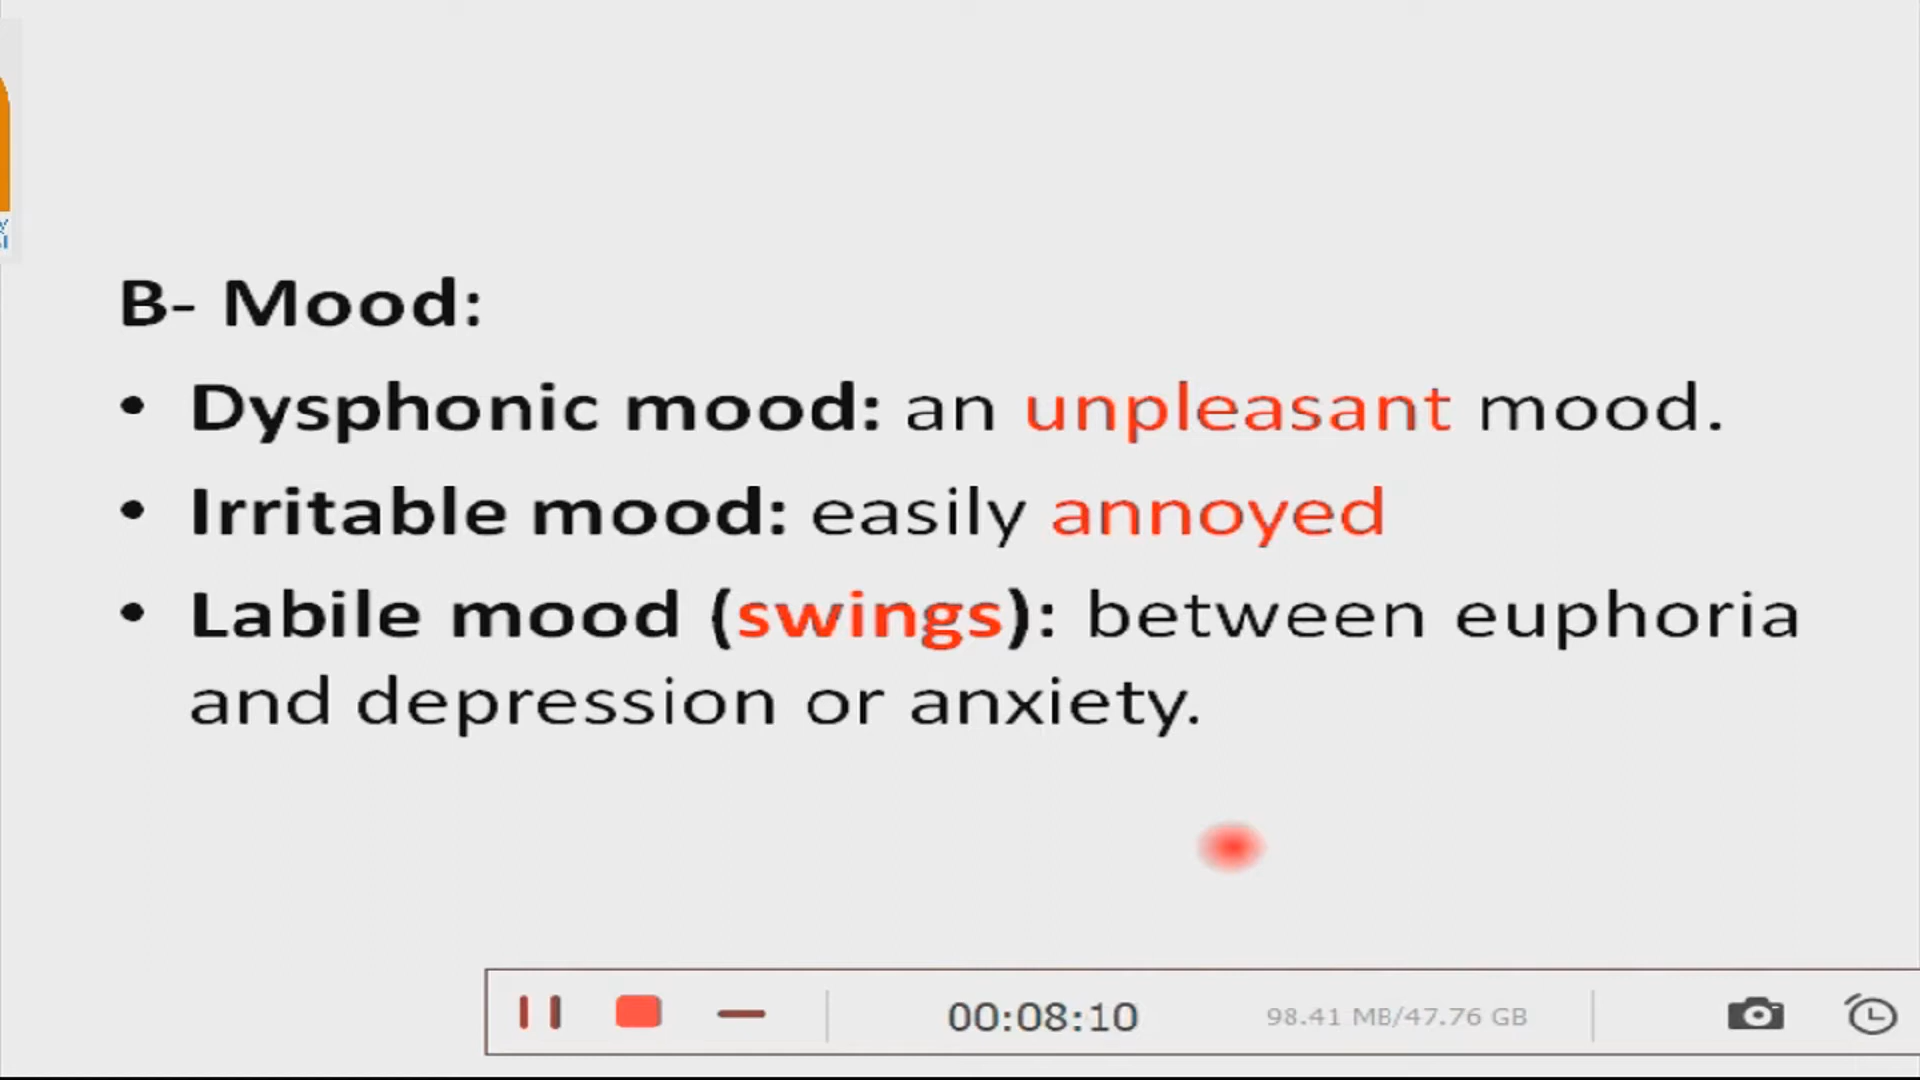 B- Mood:
• Dysphonic mood: an unpleasant mood.
• Irritable mood: easily annoyed
• Labile mood (swings): between euphoria
and depression or anxiety.
00:08:10
98.41 MB/47.76 GB